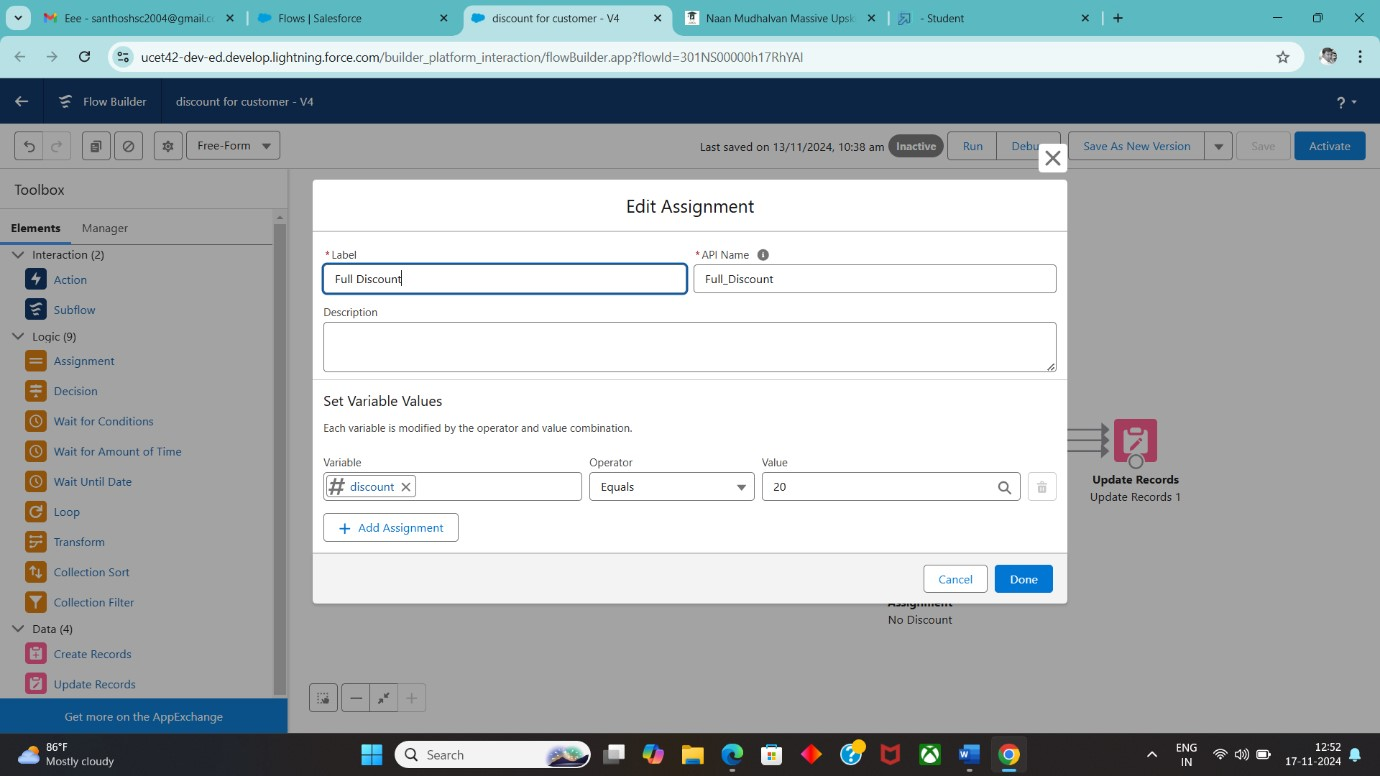 Eee - santhoshsc2004@gmail.c
Flows | Salesforce
discount for customer - V4
Naan Mudhalvan Massive Upsk
- Student
ucet42-dev-ed.develop.lightning.force.com/builder_platform_interaction/flowBuilder.app?flowId=301NS00000h17RhYAI
Flow Builder
discount for customer - V4
?
Free-Form
Last saved on 13/11/2024, 10:38 am
Inactive
Run
Debu
Save As New Version
Save
Activate
Toolbox
Elements
Manager
Interaction (2)
Action
Subflow
Logic (9)
Assignment
Decision
Wait for Conditions
Wait for Amount of Time
Wait Until Date
Loop
Transform
Collection Sort
Collection Filter
Data (4)
Create Records
Update Records
Get more on the AppExchange
Edit Assignment
* Label
Full Discount
* API Name
Full_Discount
Description
Set Variable Values
Each variable is modified by the operator and value combination.
Variable
Operator
Value
discount
Equals
20
+ Add Assignment
Cancel
Done
Update Records
Update Records 1
Assignment
No Discount
86°F
Mostly cloudy
Search
ENG
IN
12:52
17-11-2024